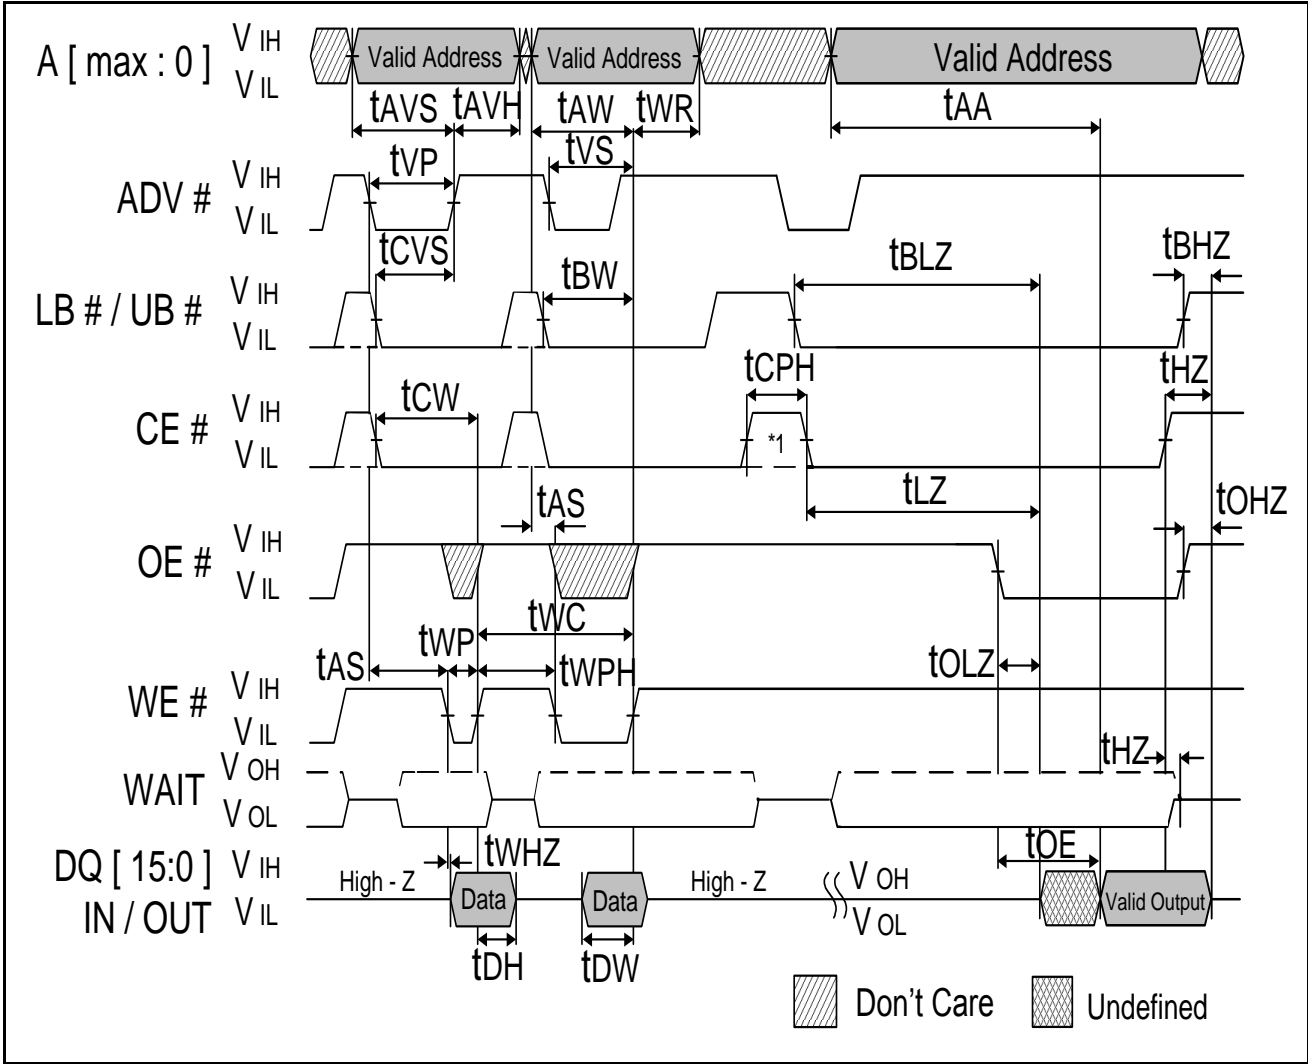 A [ max : 0 ]
V IH
V IL
Valid Address
Valid Address
Valid Address
tAVS
tAVH
tAW
tWR
tAA
ADV #
V IH
V IL
tVP
tVS
tCVS
LB # / UB #
V IH
V IL
tBW
tBLZ
tBHZ
CE #
V IH
V IL
tCW
tCPH
*1
tHZ
tAS
tLZ
tOHZ
OE #
V IH
V IL
tWC
tAS
tWP
tWPH
tOLZ
WE #
V IH
V IL
WAIT
V OH
V OL
tHZ
tWHZ
tOE
DQ [ 15:0 ]
IN / OUT
V IH
V IL
High - Z
Data
Data
High - Z
V OH
V OL
Valid Output
tDH
tDW
Don't Care
Undefined